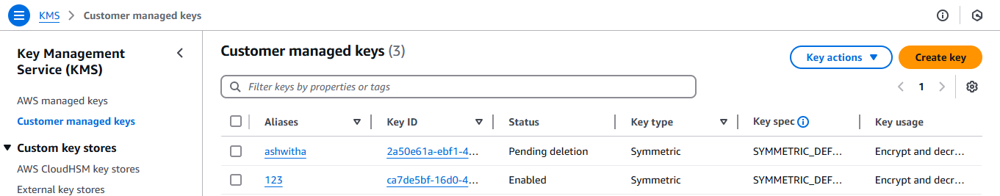 KMS > Customer managed keys
Key Management
Service (KMS)
AWS managed keys
Customer managed keys
Custom key stores
AWS CloudHSM key stores
External key stores
Customer managed keys (3)
Key actions
Create key
Filter keys by properties or tags
1
Aliases Key ID Status Key type Key spec Key usage
ashwitha 2a50e61a-ebf1-4... Pending deletion Symmetric SYMMETRIC_DEF... Encrypt and decr...
123 ca7de5bf-16d0-4... Enabled Symmetric SYMMETRIC_DEF... Encrypt and decr...